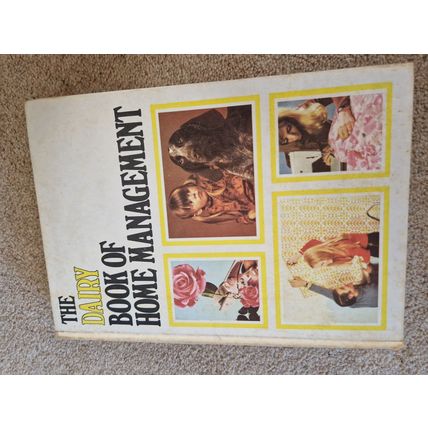 THE
DAIRY
BOOK OF
HOME MANAGEMENT